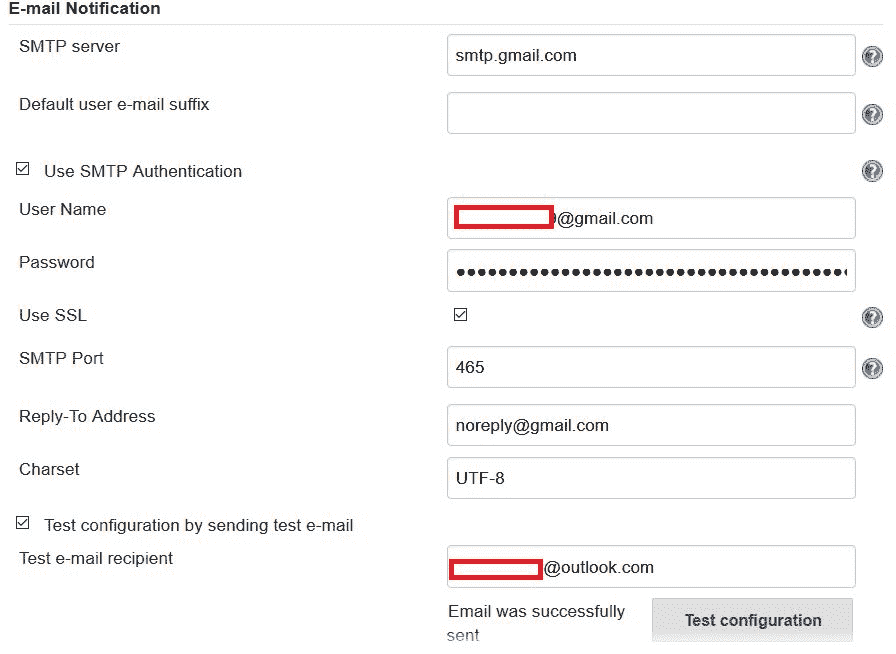 E-mail Notification
SMTP server
smtp.gmail.com
Default user e-mail suffix
Use SMTP Authentication
User Name
@gmail.com
Password
Use SSL
SMTP Port
465
Reply-To Address
noreply@gmail.com
Charset
UTF-8
Test configuration by sending test e-mail
Test e-mail recipient
@outlook.com
Email was successfully
sent
Test configuration